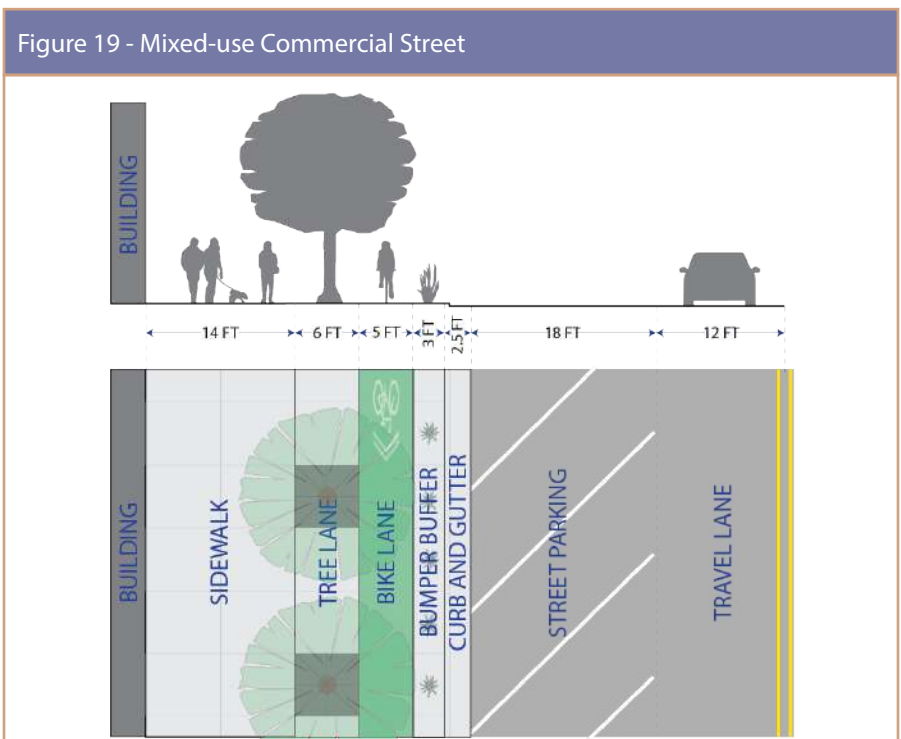 Figure 19 - Mixed-use Commercial Street
BUILDING
14 FT
6 FT
5 FT
3 FT
2.5 FT
18 FT
12 FT
BUILDING
SIDEWALK
TREE LANE
BIKE LANE
BUMPER BUFFER
CURB AND GUTTER
STREET PARKING
TRAVEL LANE